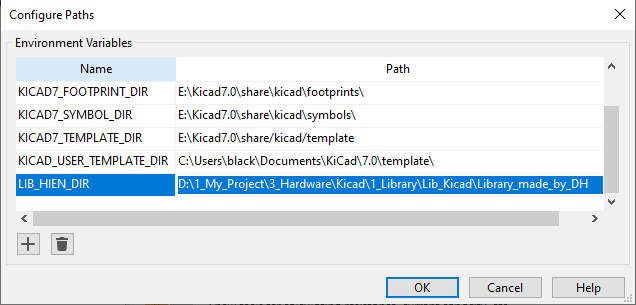 Configure Paths
Environment Variables
Name Path
KICAD7_FOOTPRINT_DIR E:\Kicad7.0\share\kicad\footprints\
KICAD7_SYMBOL_DIR E:\Kicad7.0\share\kicad\symbols\
KICAD7_TEMPLATE_DIR E:\Kicad7.0\share/kicad/template
KICAD_USER_TEMPLATE_DIR C:\Users\black\Documents\KiCad\7.0\template\
LIB_HIEN_DIR D:\1_My_Project\3_Hardware\Kicad\1_Library\Lib_Kicad\Library_made_by_DH
OK Cancel Help